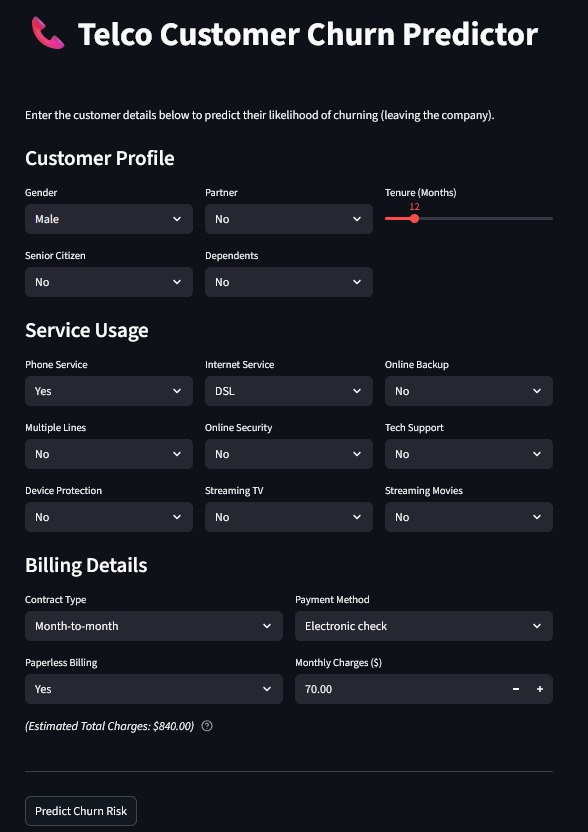 Telco Customer Churn Predictor
Enter the customer details below to predict their likelihood of churning (leaving the company).
Customer Profile
Gender Partner Tenure (Months)
12
Male No
Senior Citizen Dependents
No No
Service Usage
Phone Service Internet Service Online Backup
Yes DSL No
Multiple Lines Online Security Tech Support
No No No
Device Protection Streaming TV Streaming Movies
No No No
Billing Details
Contract Type Payment Method
Month-to-month Electronic check
Paperless Billing Monthly Charges ($)
Yes 70.00 − +
(Estimated Total Charges: $840.00) ?
Predict Churn Risk